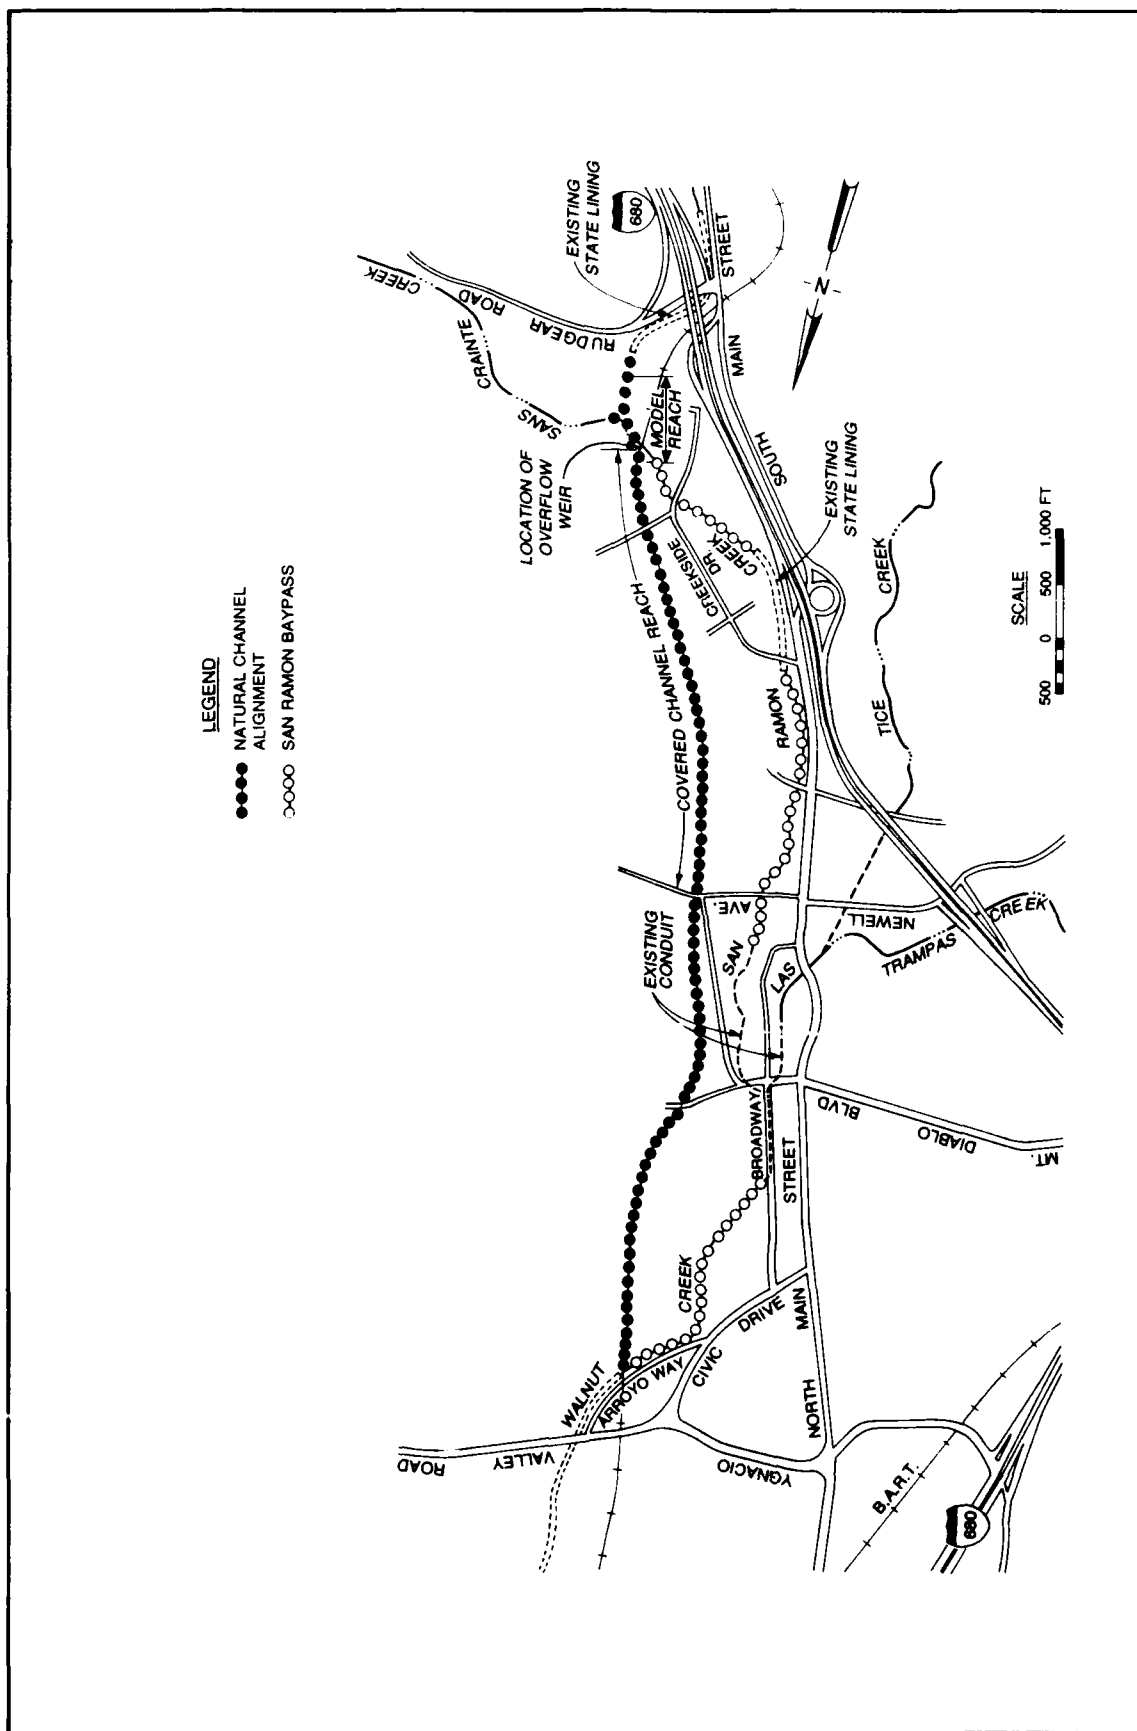 LEGEND
NATURAL CHANNEL
ALIGNMENT
SAN RAMON BAYPASS
EXISTING
STATE LINING
680
CREEK
CRAINTE
SANS
RUDGEAR
ROAD
LOCATION OF
OVERFLOW
WEIR
MODEL
REACH
SOUTH
MAIN
STREET
N
EXISTING
STATE LINING
CREEKSIDE
DR.
COVERED CHANNEL REACH
SAN
RAMON
CREEK
TICE
CREEK
SCALE
500
0
500
1,000 FT
EXISTING
CONDUIT
NEWELL
AVE.
LAS
TRAMPAS
CREEK
BROADWAY
MT.
DIABLO
BLVD
STREET
MAIN
NORTH
CREEK
WALNUT
ARROYO WAY
CIVIC
DRIVE
YGNACIO
VALLEY
ROAD
B.A.R.T.
680